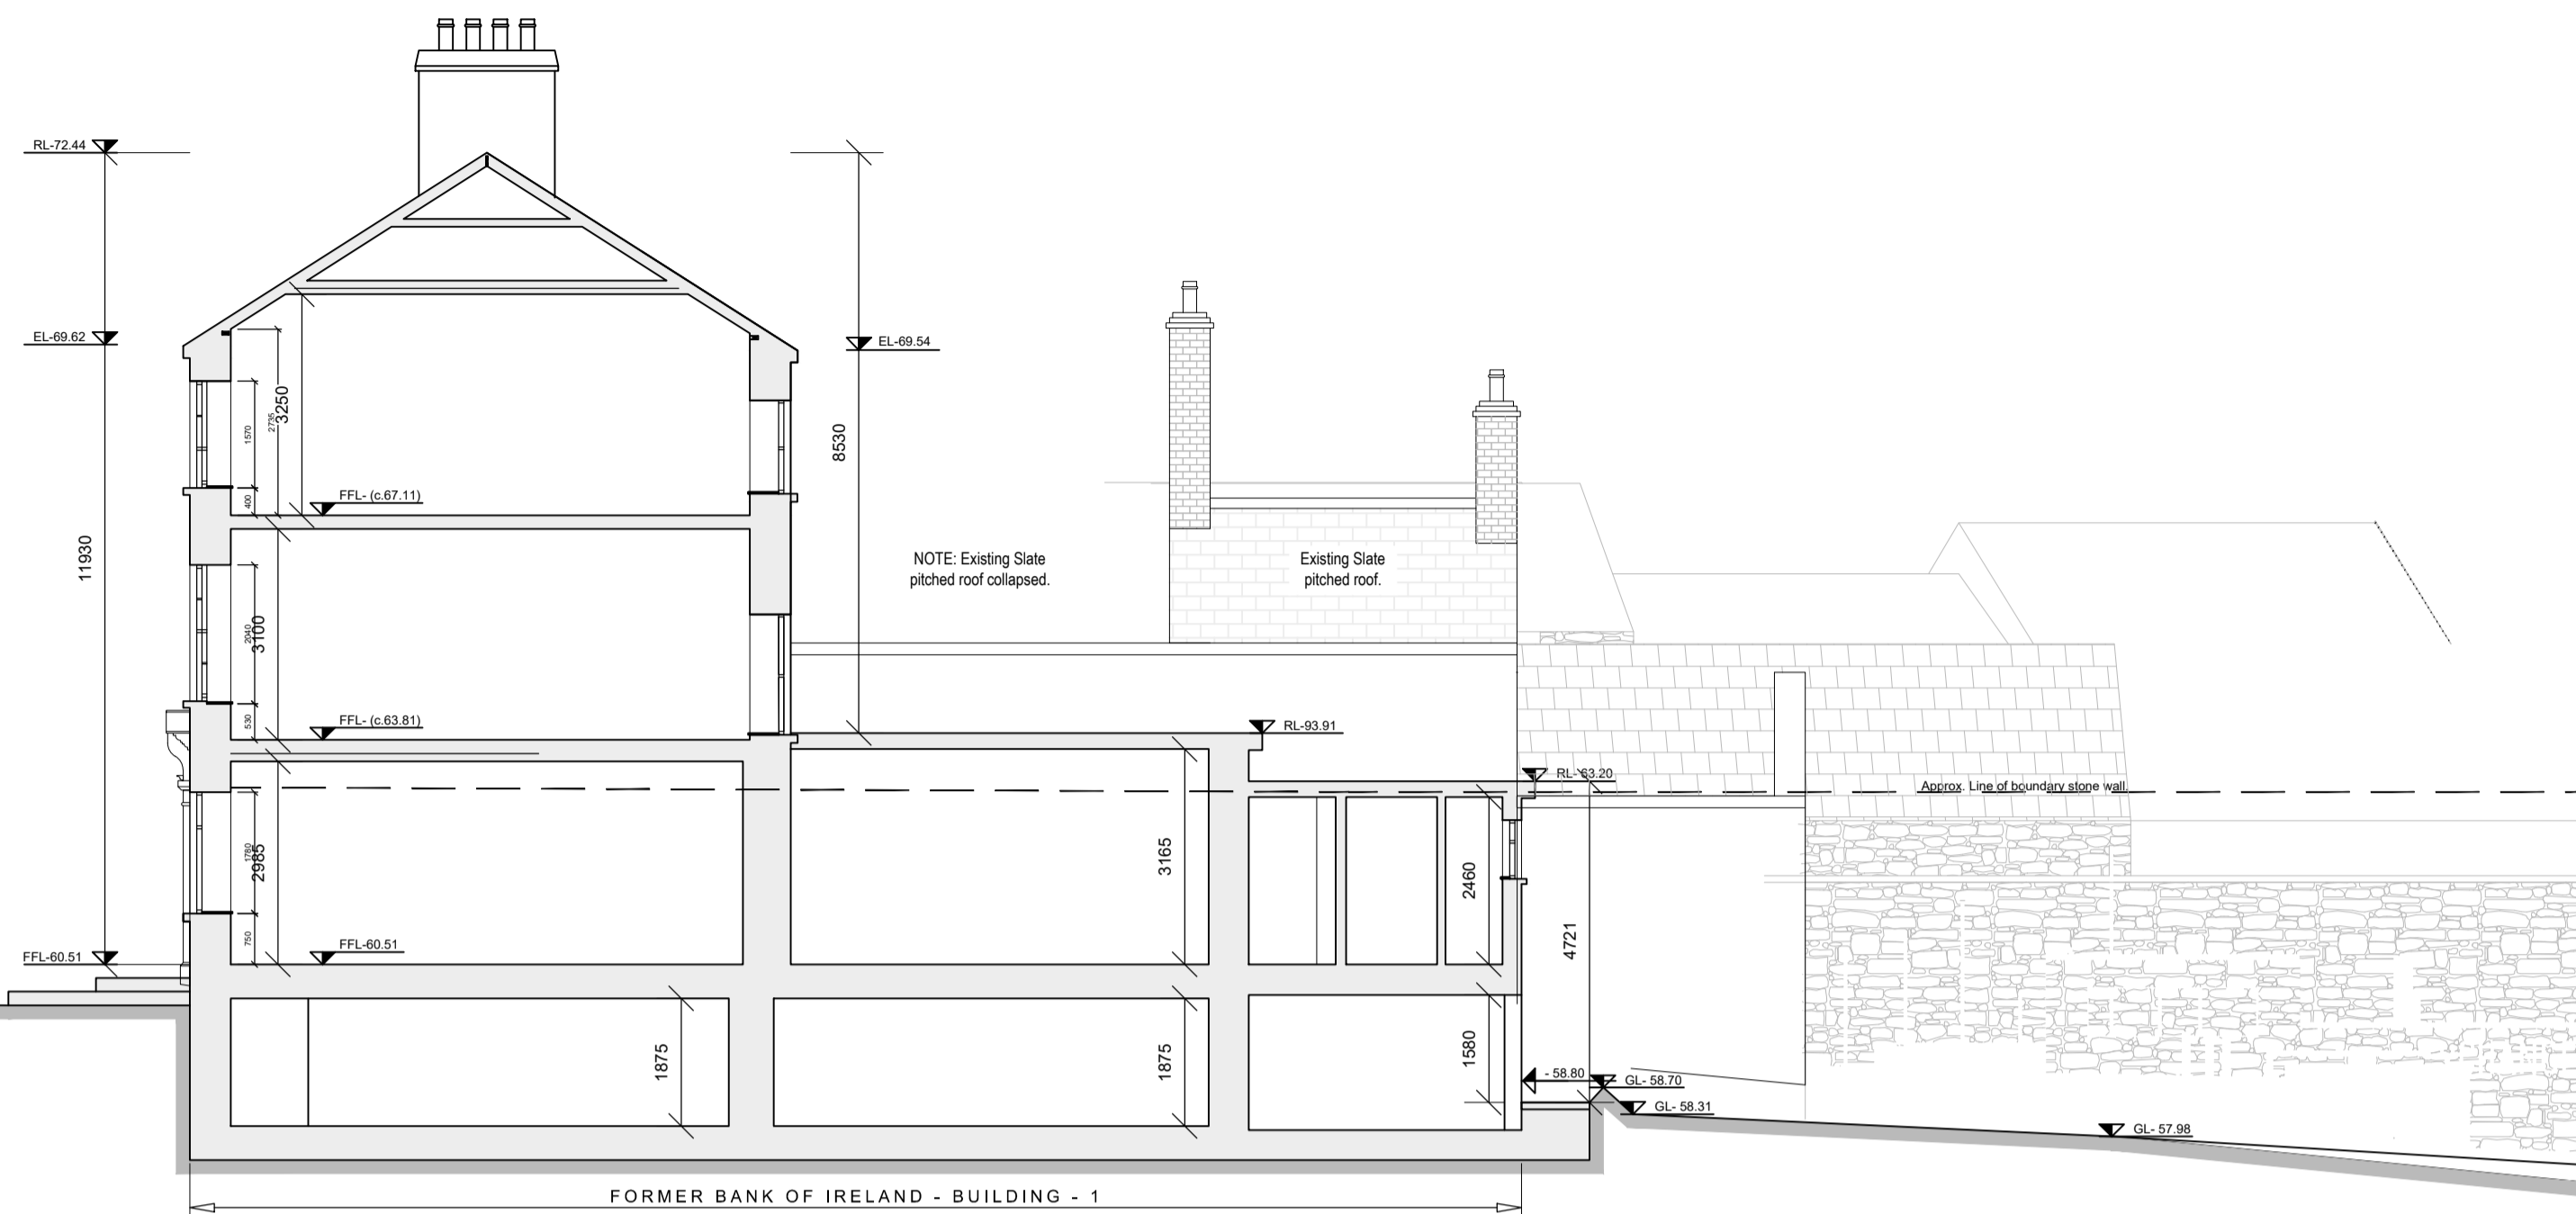 RL-72.44
EL-69.62
EL-69.54
11930
8530
1570
2735
3250
400
FFL- (c.67.11)
NOTE: Existing Slate
pitched roof collapsed.
Existing Slate
pitched roof.
2040
3100
530
FFL- (c.63.81)
RL-93.91
RL- 63.20
Approx. Line of boundary stone wall.
1780
2985
3165
2460
750
FFL-60.51
FFL-60.51
4721
1875
1875
1580
- 58.80
GL- 58.70
GL- 58.31
GL- 57.98
FORMER BANK OF IRELAND - BUILDING - 1